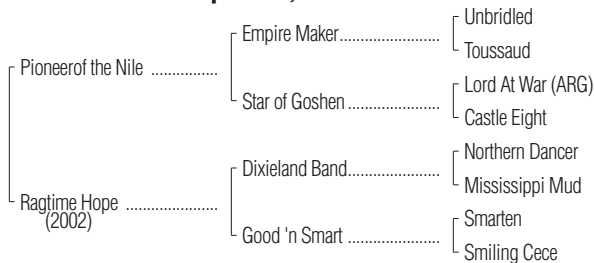 Unbridled
Empire Maker....................
Toussaud
Pioneerof the Nile ...............
Lord At War (ARG)
Star of Goshen..................
Castle Eight
Northern Dancer
Dixieland Band..................
Mississippi Mud
Ragtime Hope .....................
(2002)
Smarten
Good 'n Smart ...................
Smiling Cece